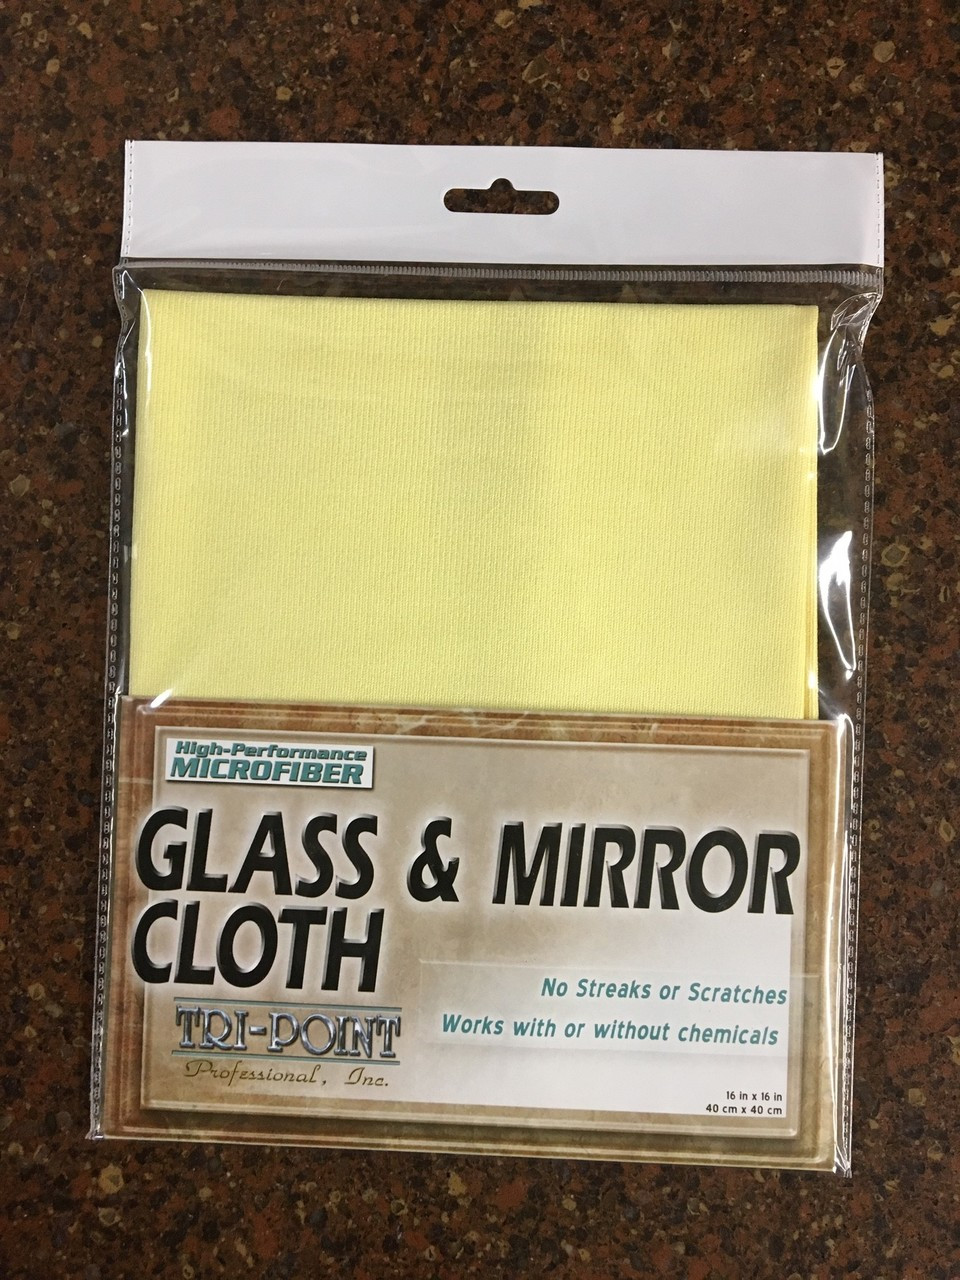 High-Performance
MICROFIBER
GLASS & MIRROR
CLOTH
No Streaks or Scratches
Works with or without chemicals
TRI-POINT
Professional, Inc.
16 in x 16 in
40 cm x 40 cm